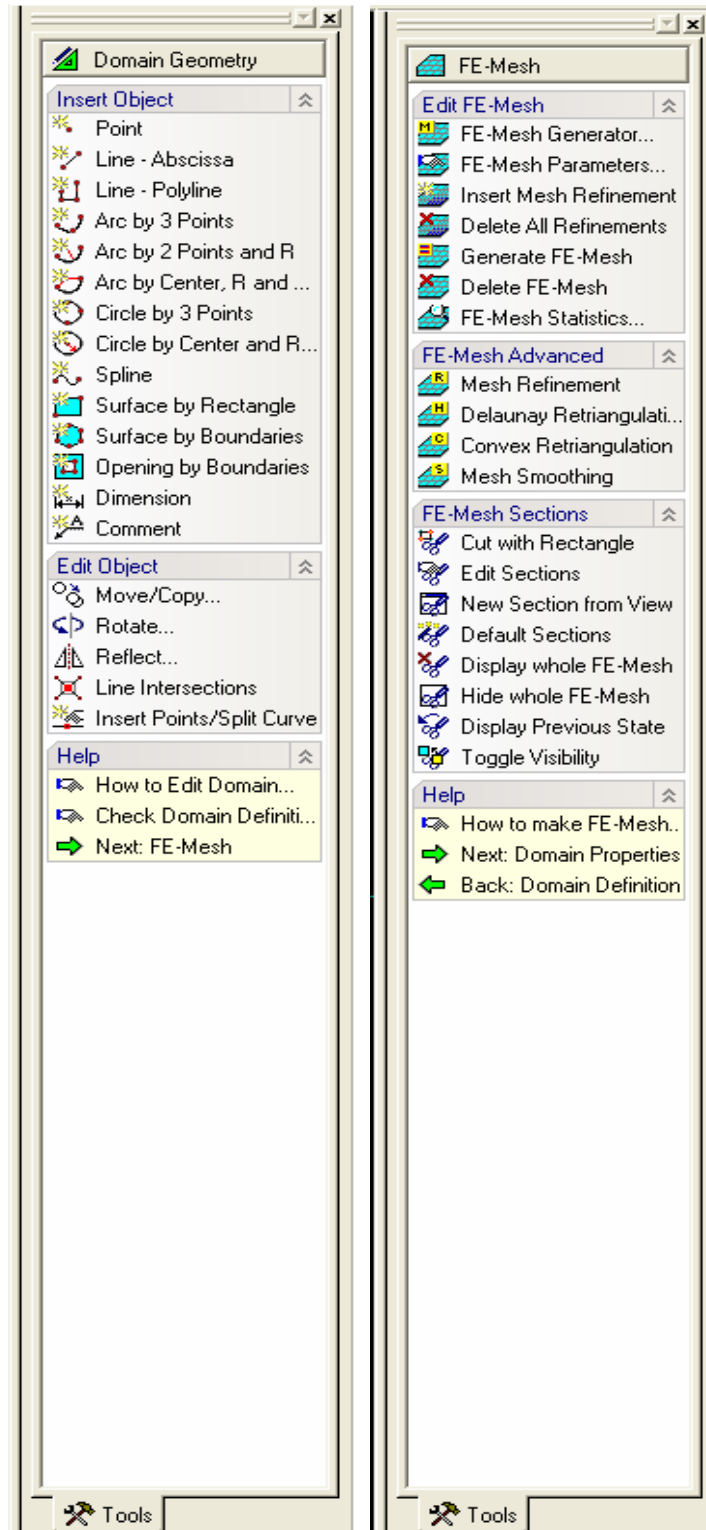 Domain Geometry
Insert Object
Point
Line - Abscissa
Line - Polyline
Arc by 3 Points
Arc by 2 Points and R
Arc by Center, R and ...
Circle by 3 Points
Circle by Center and R...
Spline
Surface by Rectangle
Surface by Boundaries
Opening by Boundaries
Dimension
Comment
Edit Object
Move/Copy...
Rotate...
Reflect...
Line Intersections
Insert Points/Split Curve
Help
How to Edit Domain...
Check Domain Definiti...
Next: FE-Mesh
Tools
FE-Mesh
Edit FE-Mesh
FE-Mesh Generator...
FE-Mesh Parameters...
Insert Mesh Refinement
Delete All Refinements
Generate FE-Mesh
Delete FE-Mesh
FE-Mesh Statistics...
FE-Mesh Advanced
Mesh Refinement
Delaunay Retriangulati...
Convex Retriangulation
Mesh Smoothing
FE-Mesh Sections
Cut with Rectangle
Edit Sections
New Section from View
Default Sections
Display whole FE-Mesh
Hide whole FE-Mesh
Display Previous State
Toggle Visibility
Help
How to make FE-Mesh..
Next: Domain Properties
Back: Domain Definition
Tools